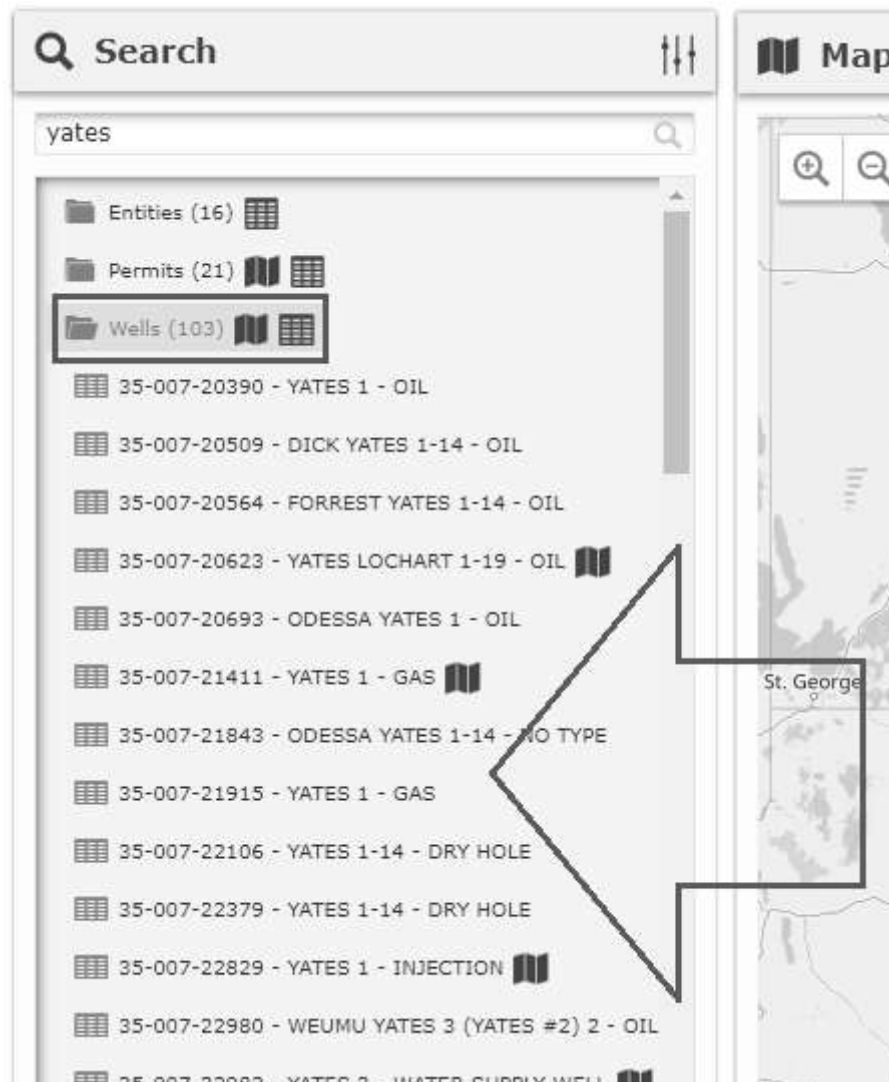 Search
Map
yates
Entities (16)
Permits (21)
Wells (103)
35-007-20390 - YATES 1 - OIL
35-007-20509 - DICK YATES 1-14 - OIL
35-007-20564 - FORREST YATES 1-14 - OIL
35-007-20623 - YATES LOCHART 1-19 - OIL
35-007-20693 - ODESSA YATES 1 - OIL
35-007-21411 - YATES 1 - GAS
St. George
35-007-21843 - ODESSA YATES 1-14 - NO TYPE
35-007-21915 - YATES 1 - GAS
35-007-22106 - YATES 1-14 - DRY HOLE
35-007-22379 - YATES 1-14 - DRY HOLE
35-007-22829 - YATES 1 - INJECTION
35-007-22980 - WEUMU YATES 3 (YATES #2) 2 - OIL
YATES 2 - WATER SUPPLY WELL